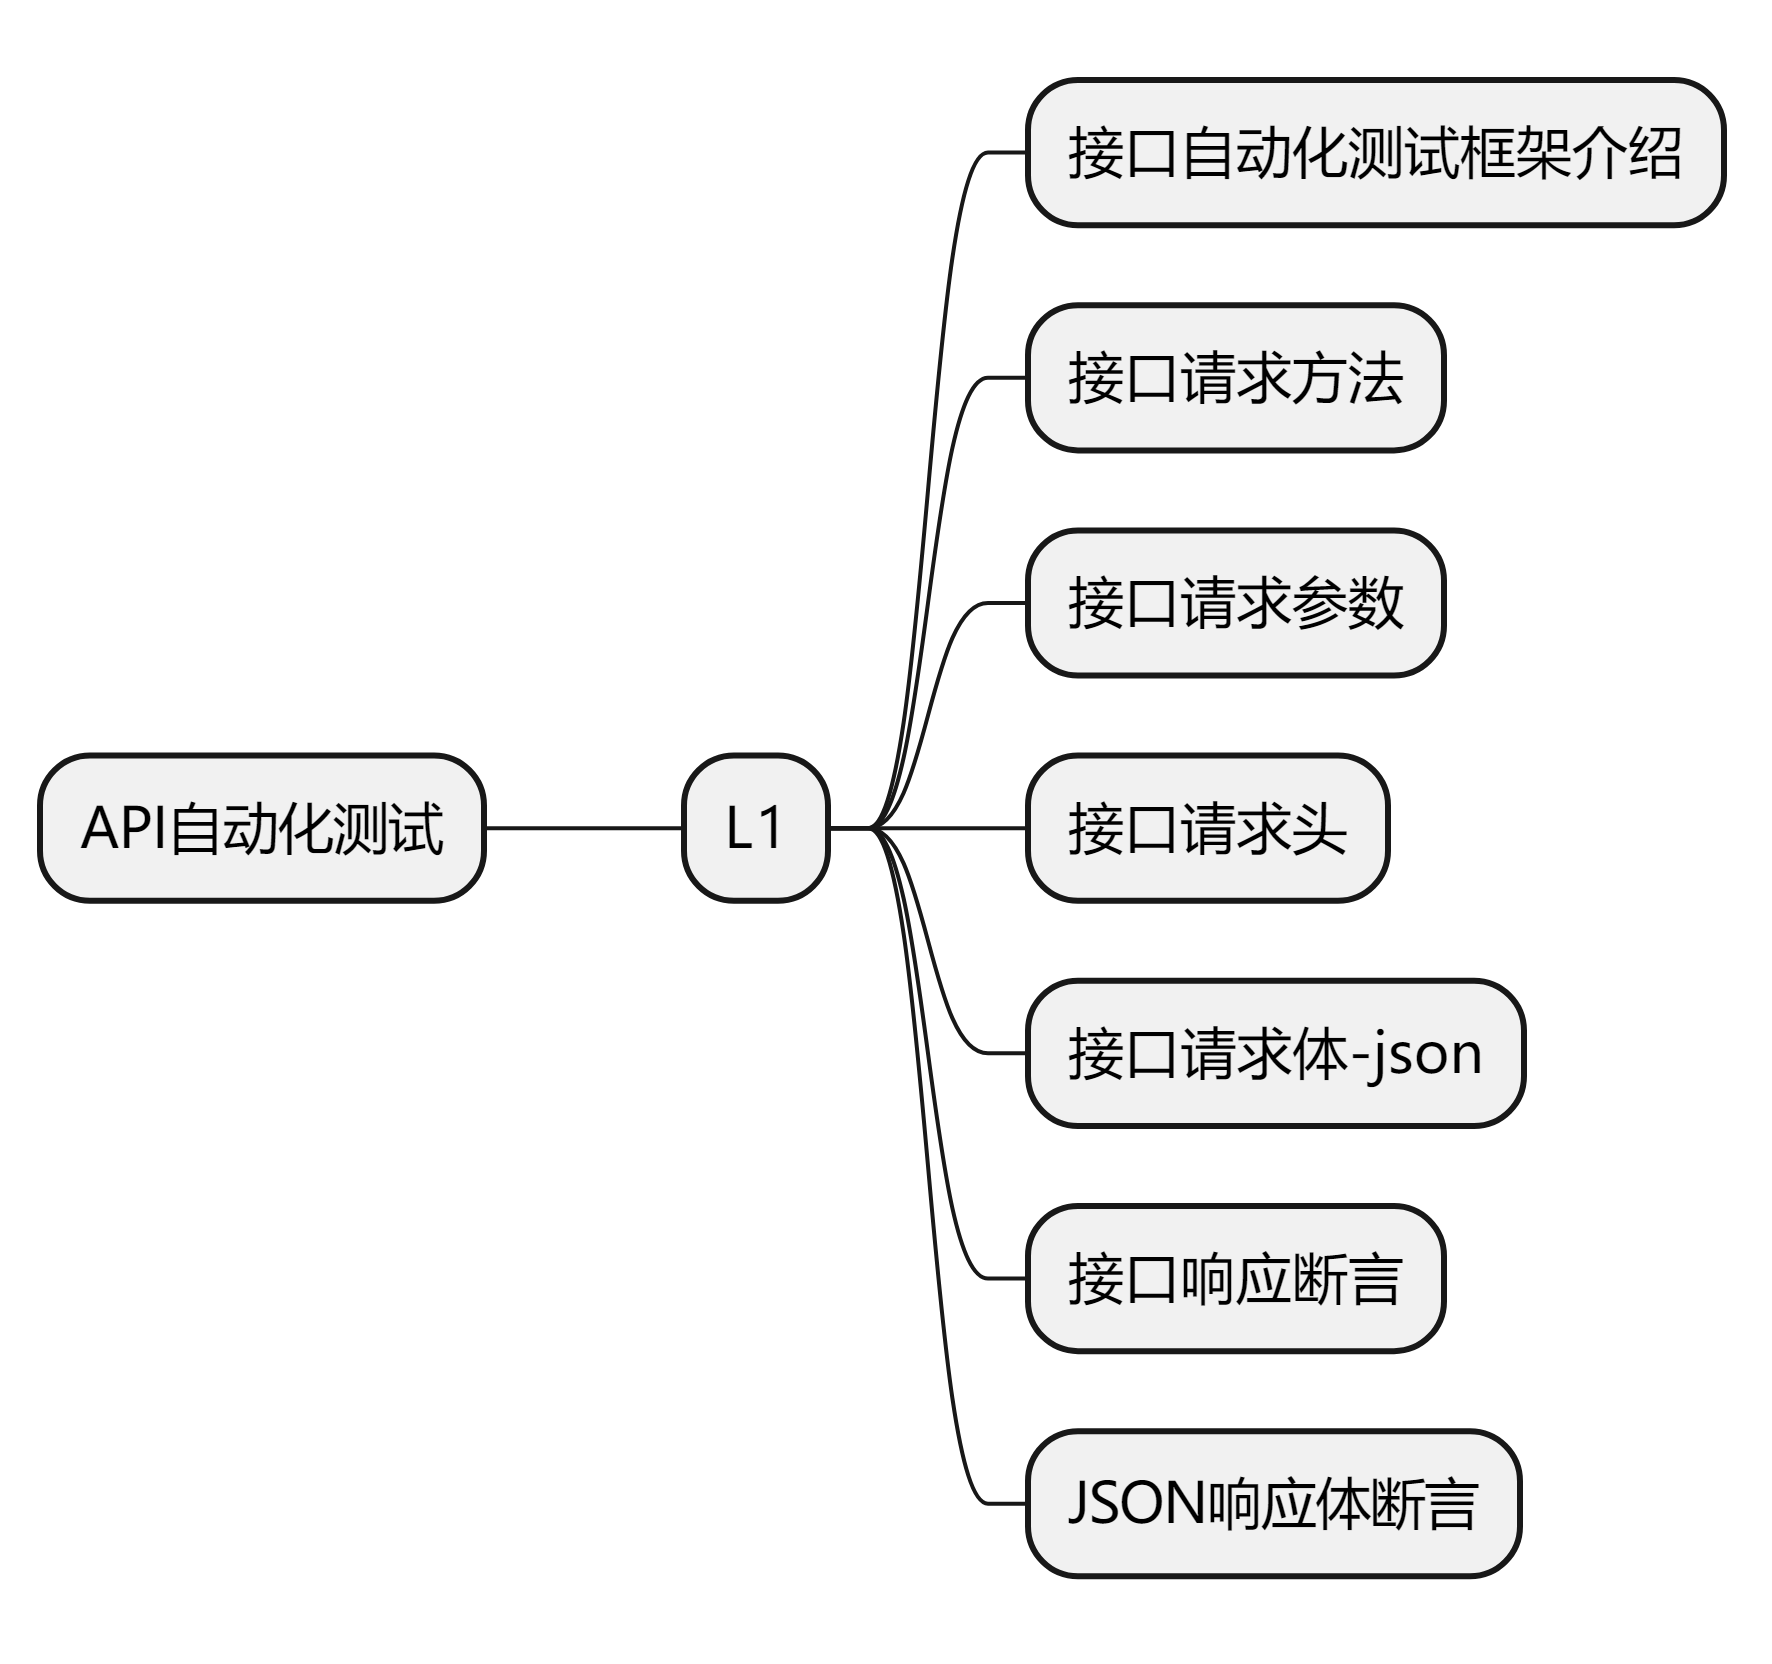 API自动化测试
L1
接口自动化测试框架介绍
接口请求方法
接口请求参数
接口请求头
接口请求体-json
接口响应断言
JSON响应体断言